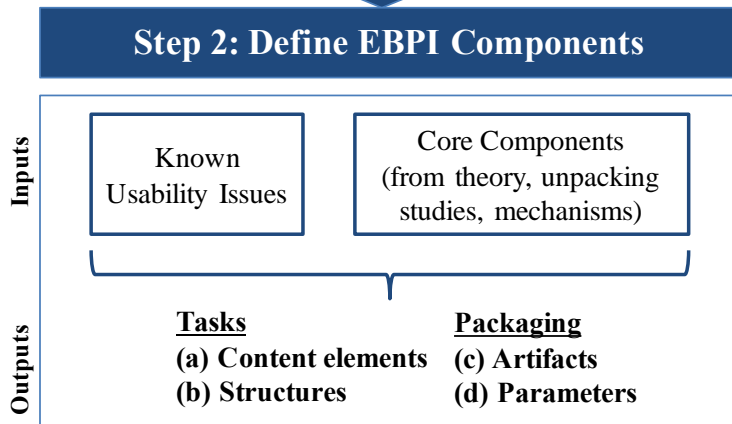 Step 2: Define EBPI Components
Inputs
Known
Usability Issues
Core Components
(from theory, unpacking
studies, mechanisms)
Outputs
Tasks
(a) Content elements
(b) Structures
Packaging
(c) Artifacts
(d) Parameters